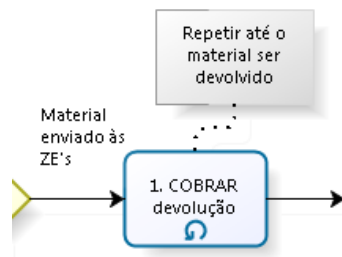 Repetir até o
material ser
devolvido
Material
enviado às
ZE's
1. COBRAR
devolução